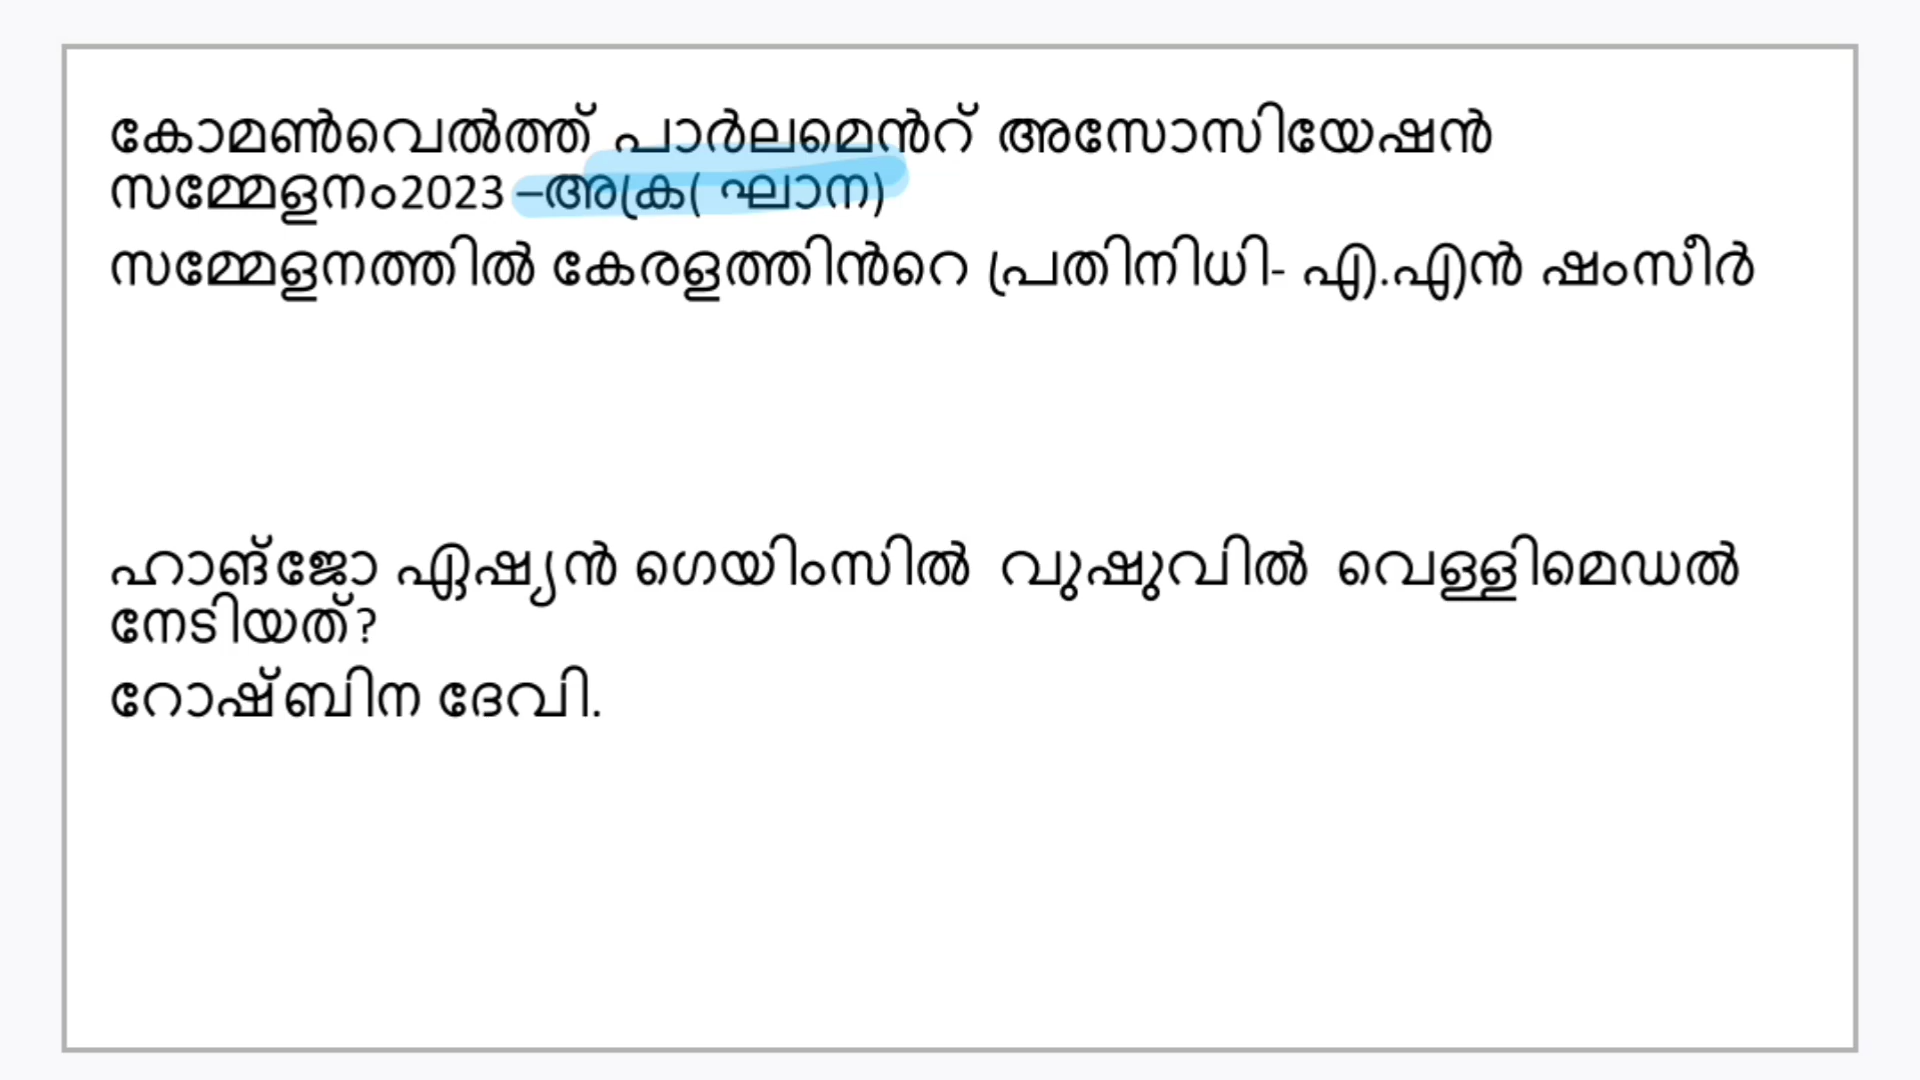 കോമൺവെൽത്ത് പാർലമെൻറ് അസോസിയേഷൻ
സമ്മേളനം2023 –അക്ര( ഘാന)
സമ്മേളനത്തിൽ കേരളത്തിൻറെ പ്രതിനിധി- എ.എൻ ഷംസീർ
ഹാങ്ജോ ഏഷ്യൻ ഗെയിംസിൽ വുഷുവിൽ വെള്ളിമെഡൽ
നേടിയത്?
റോഷ്ബിന ദേവി.